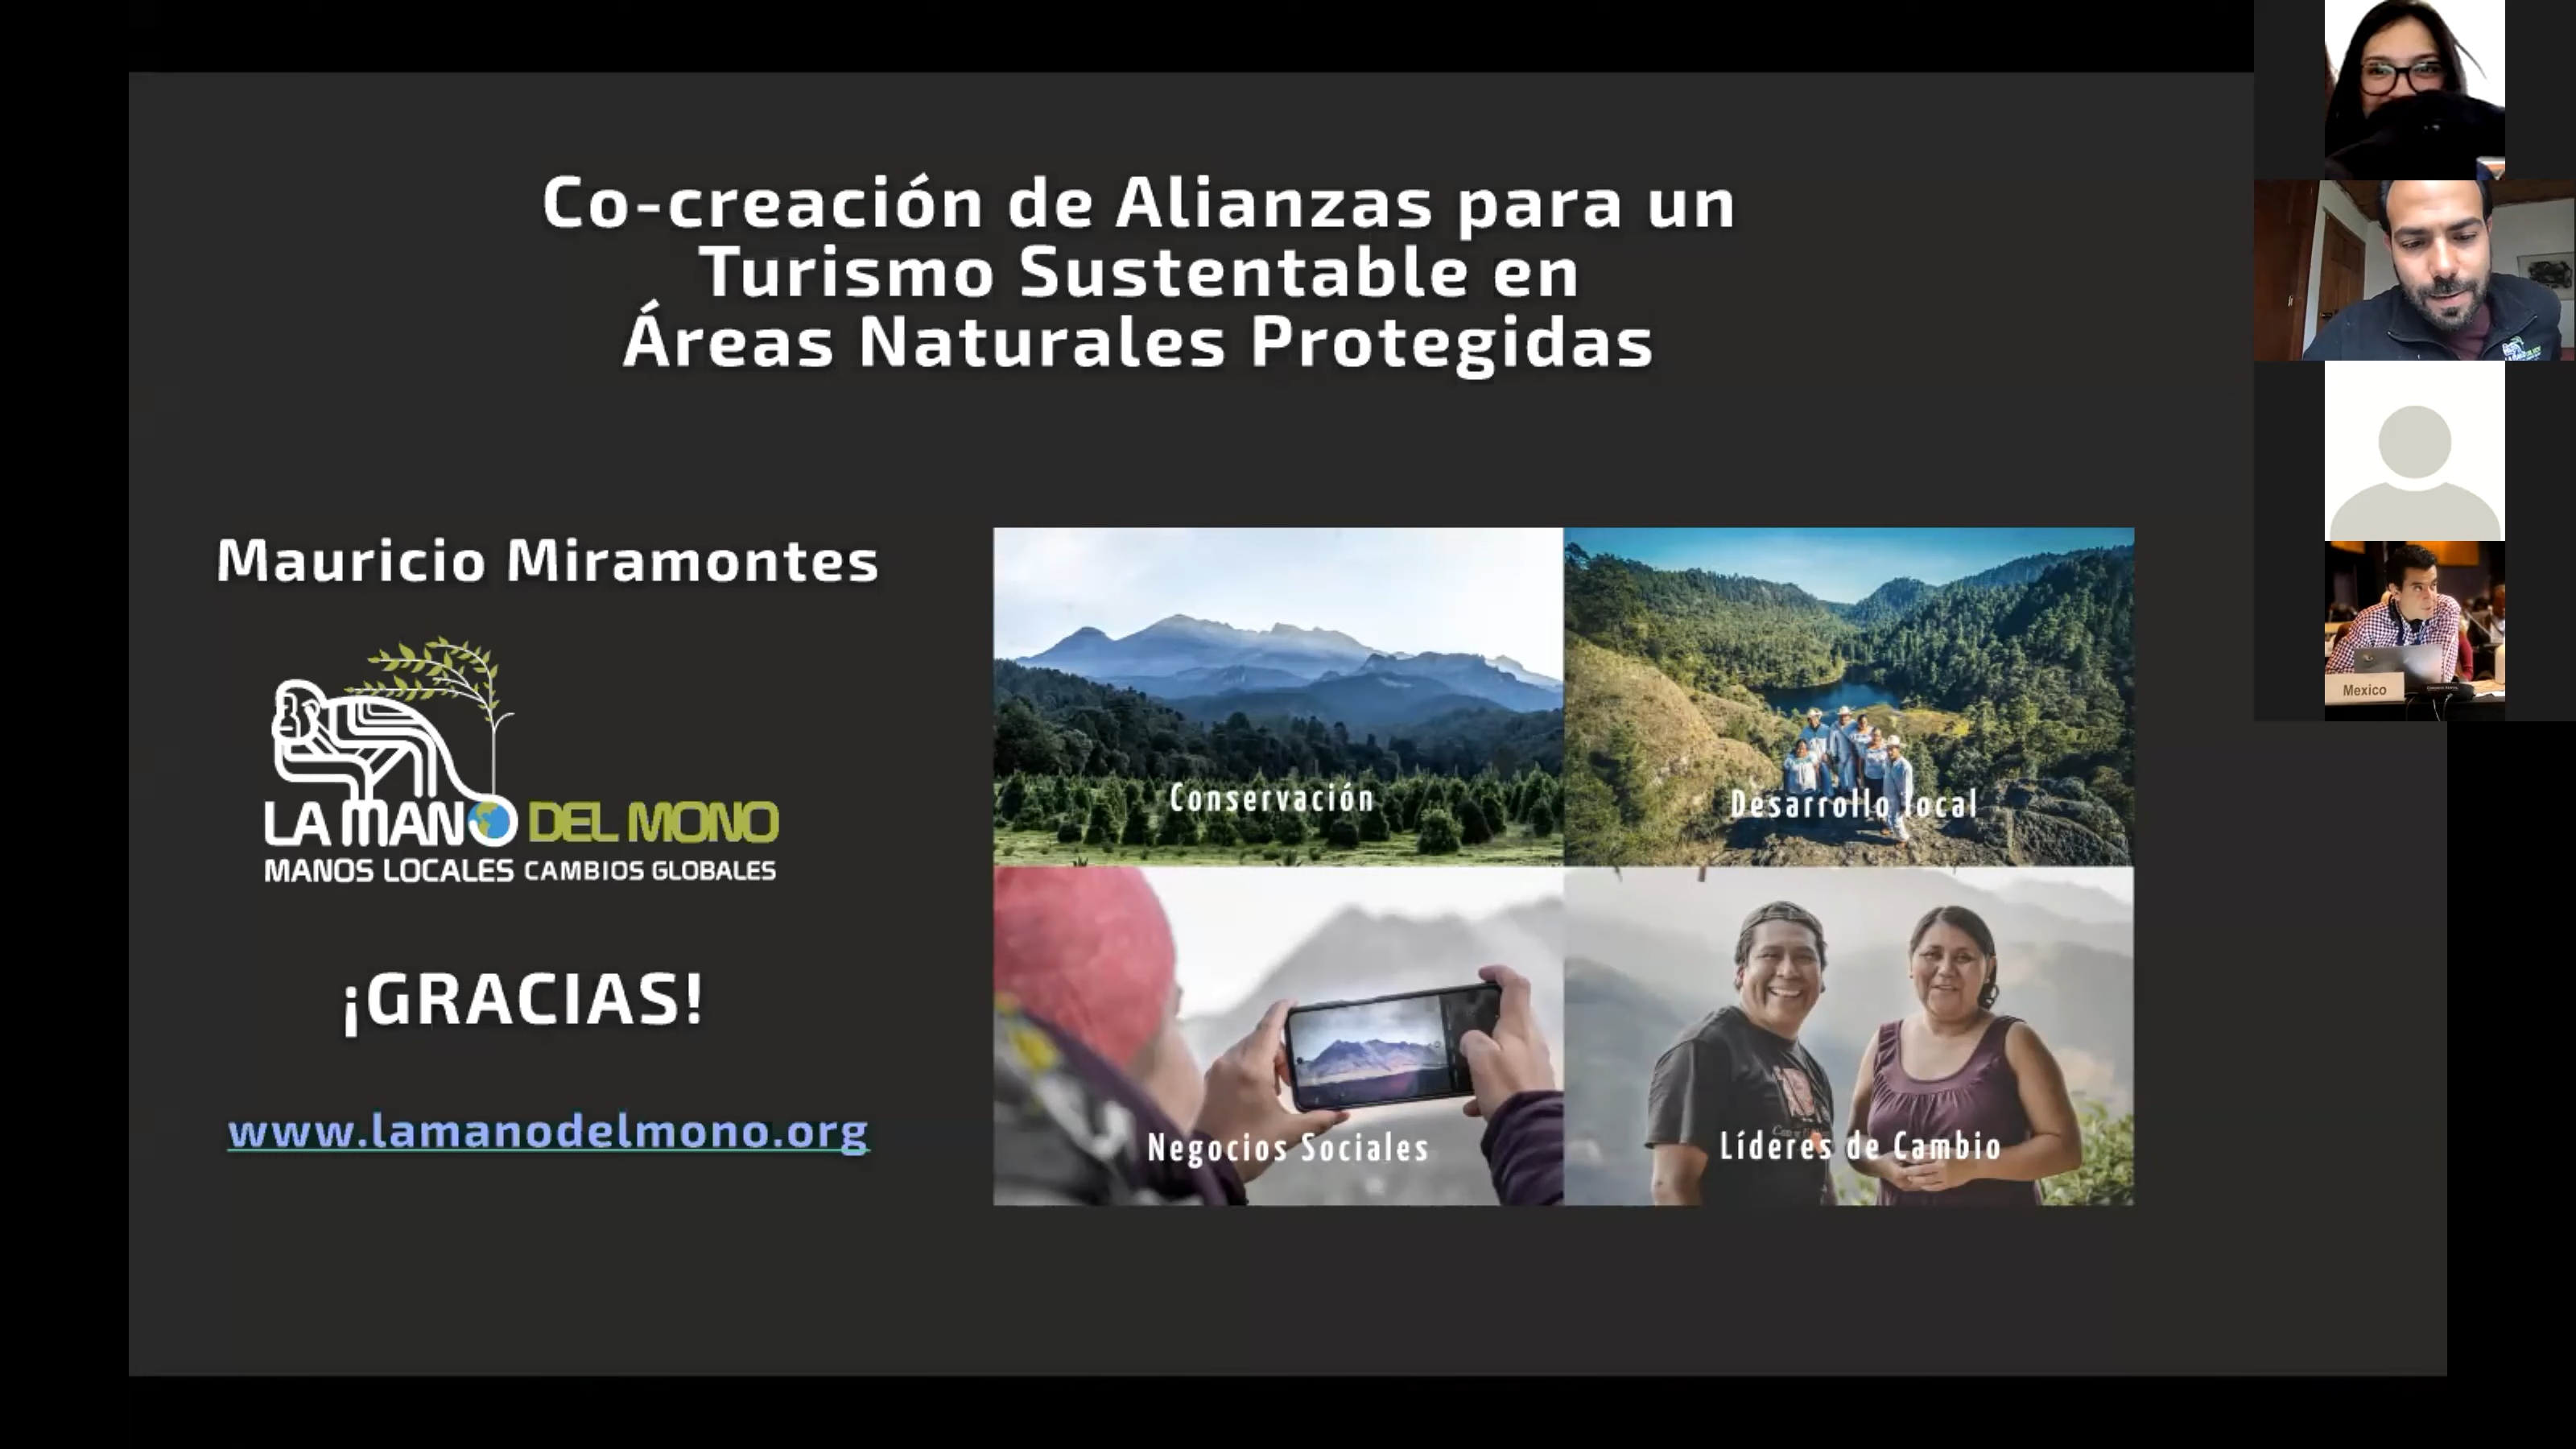 Co-creación de Alianzas para un
Turismo Sustentable en
Áreas Naturales Protegidas
Mauricio Miramontes
LA MANO DEL MONO
MANOS LOCALES CAMBIOS GLOBALES
¡GRACIAS!
www.lamanodelmono.org
Conservación
Desarrollo local
Negocios Sociales
Líderes de Cambio
Mexico